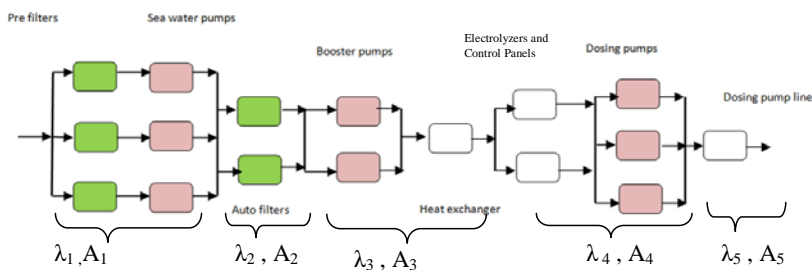 Pre filters
Sea water pumps
Booster pumps
Electrolyzers and
Control Panels
Dosing pumps
Dosing pump line
Auto filters
Heat exchanger
λ1 ,A1
λ2 , A2
λ3 , A3
λ4 , A4
λ5 , A5